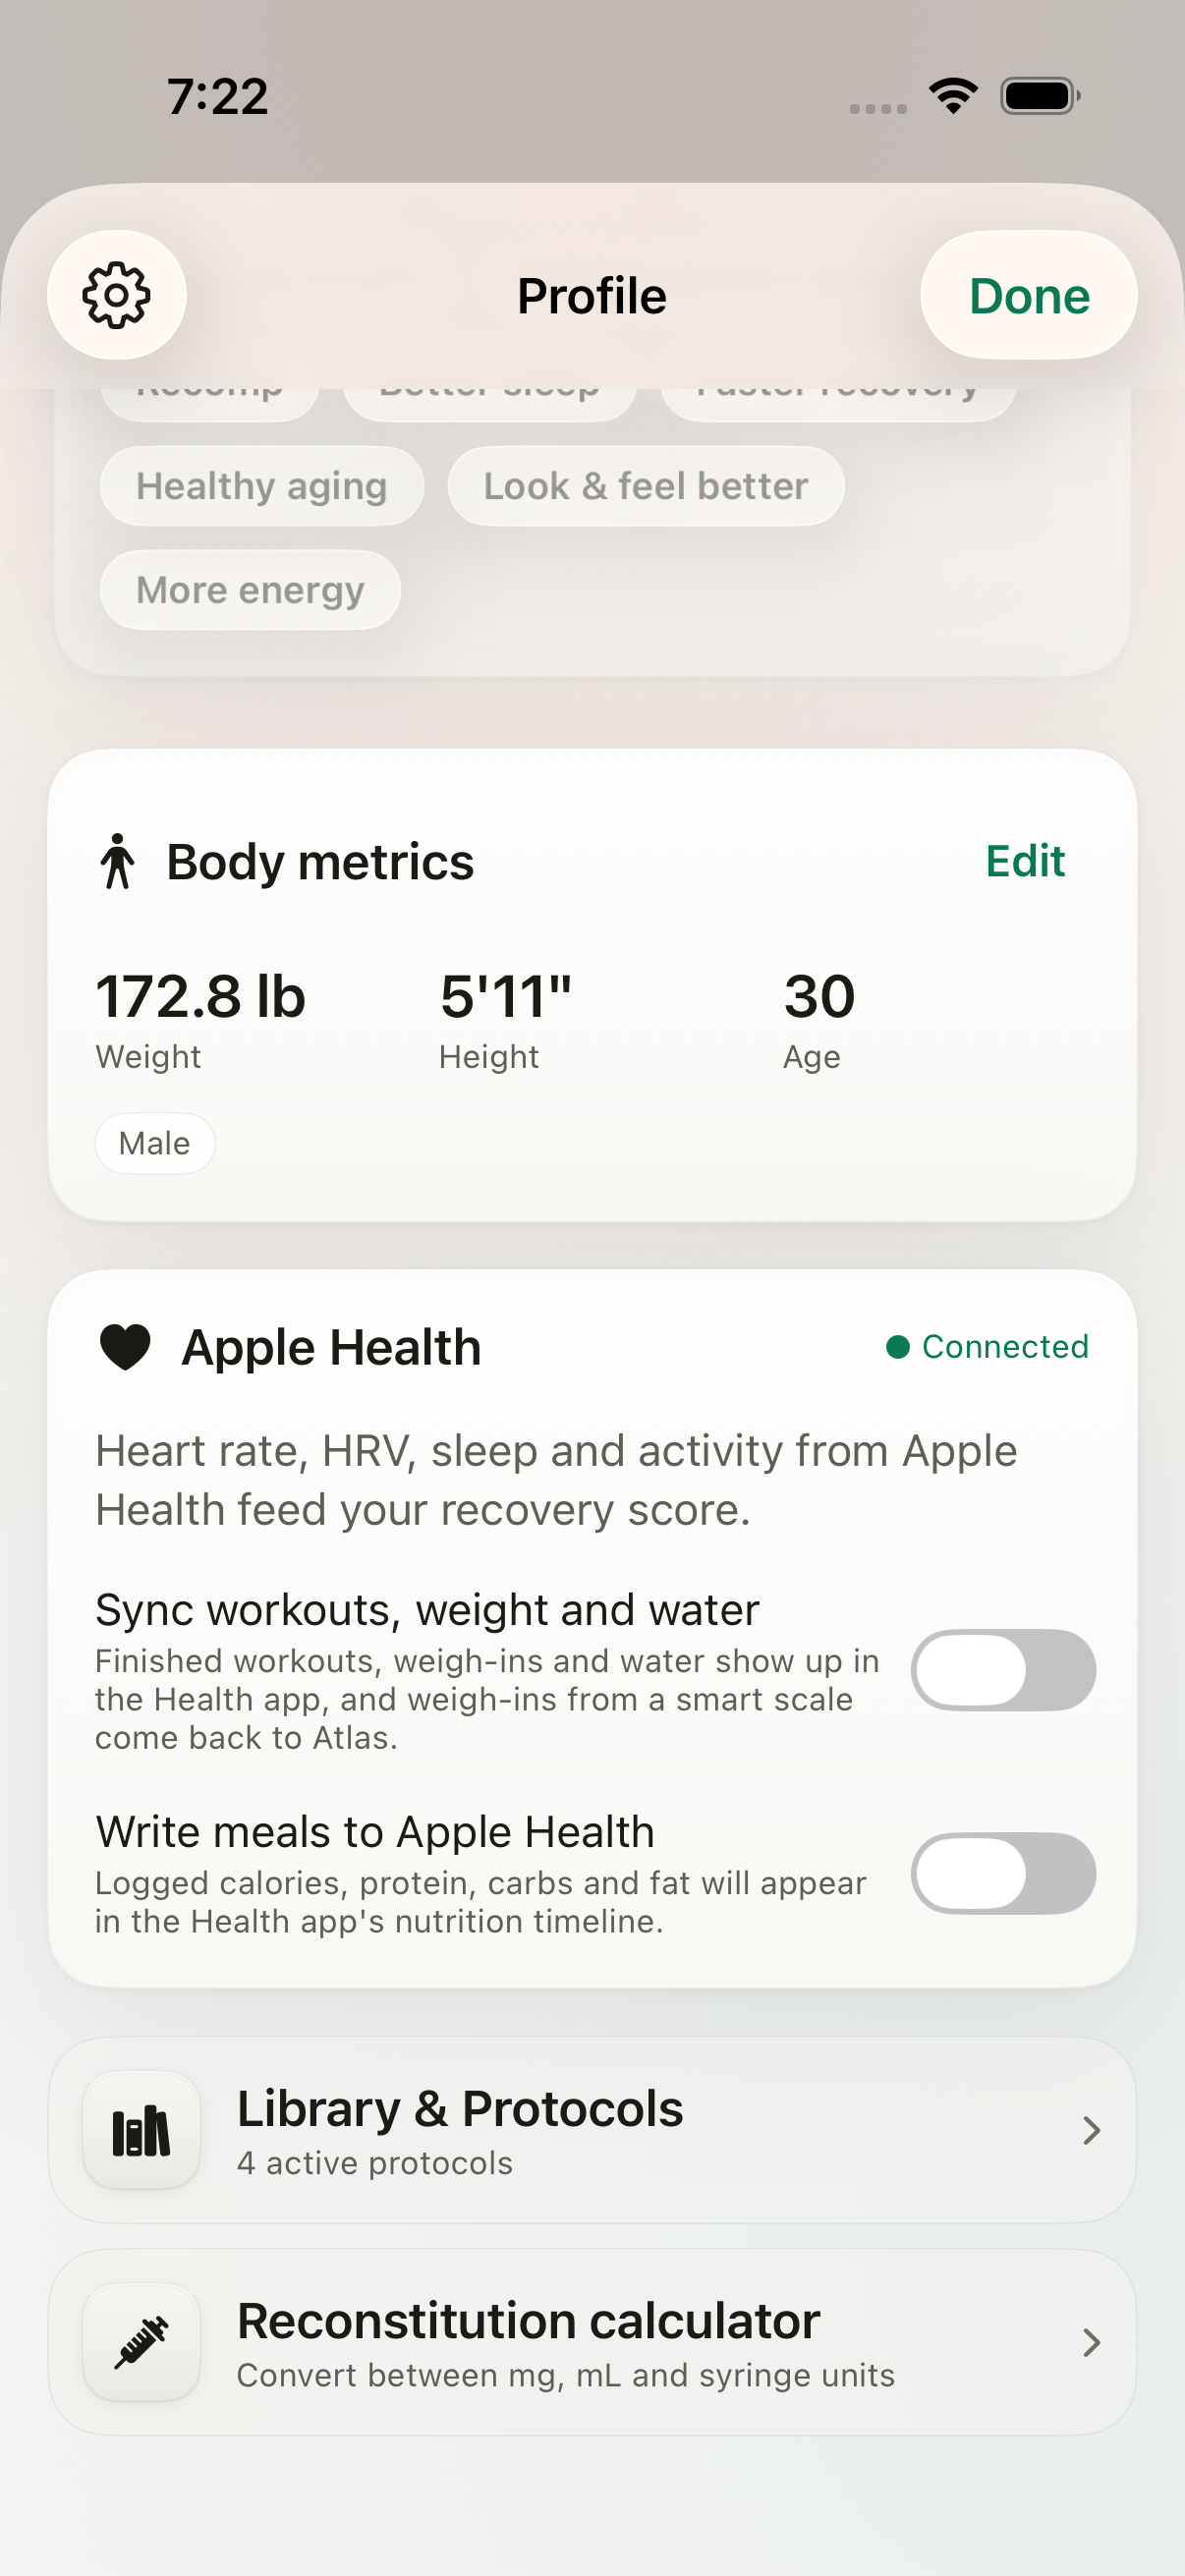 7:22
Profile
Done
Recomp
Better sleep
Faster recovery
Healthy aging
Look & feel better
More energy
Body metrics
Edit
172.8 lb
5'11"
30
Weight
Height
Age
Male
Apple Health
Connected
Heart rate, HRV, sleep and activity from Apple
Health feed your recovery score.
Sync workouts, weight and water
Finished workouts, weigh-ins and water show up in
the Health app, and weigh-ins from a smart scale
come back to Atlas.
Write meals to Apple Health
Logged calories, protein, carbs and fat will appear
in the Health app's nutrition timeline.
Library & Protocols
4 active protocols
Reconstitution calculator
Convert between mg, mL and syringe units